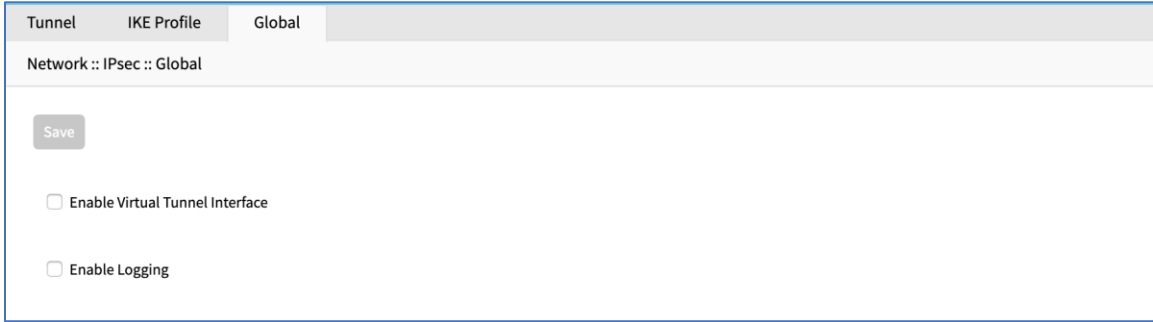 Tunnel IKE Profile Global
Network :: IPsec :: Global
Save
Enable Virtual Tunnel Interface
Enable Logging